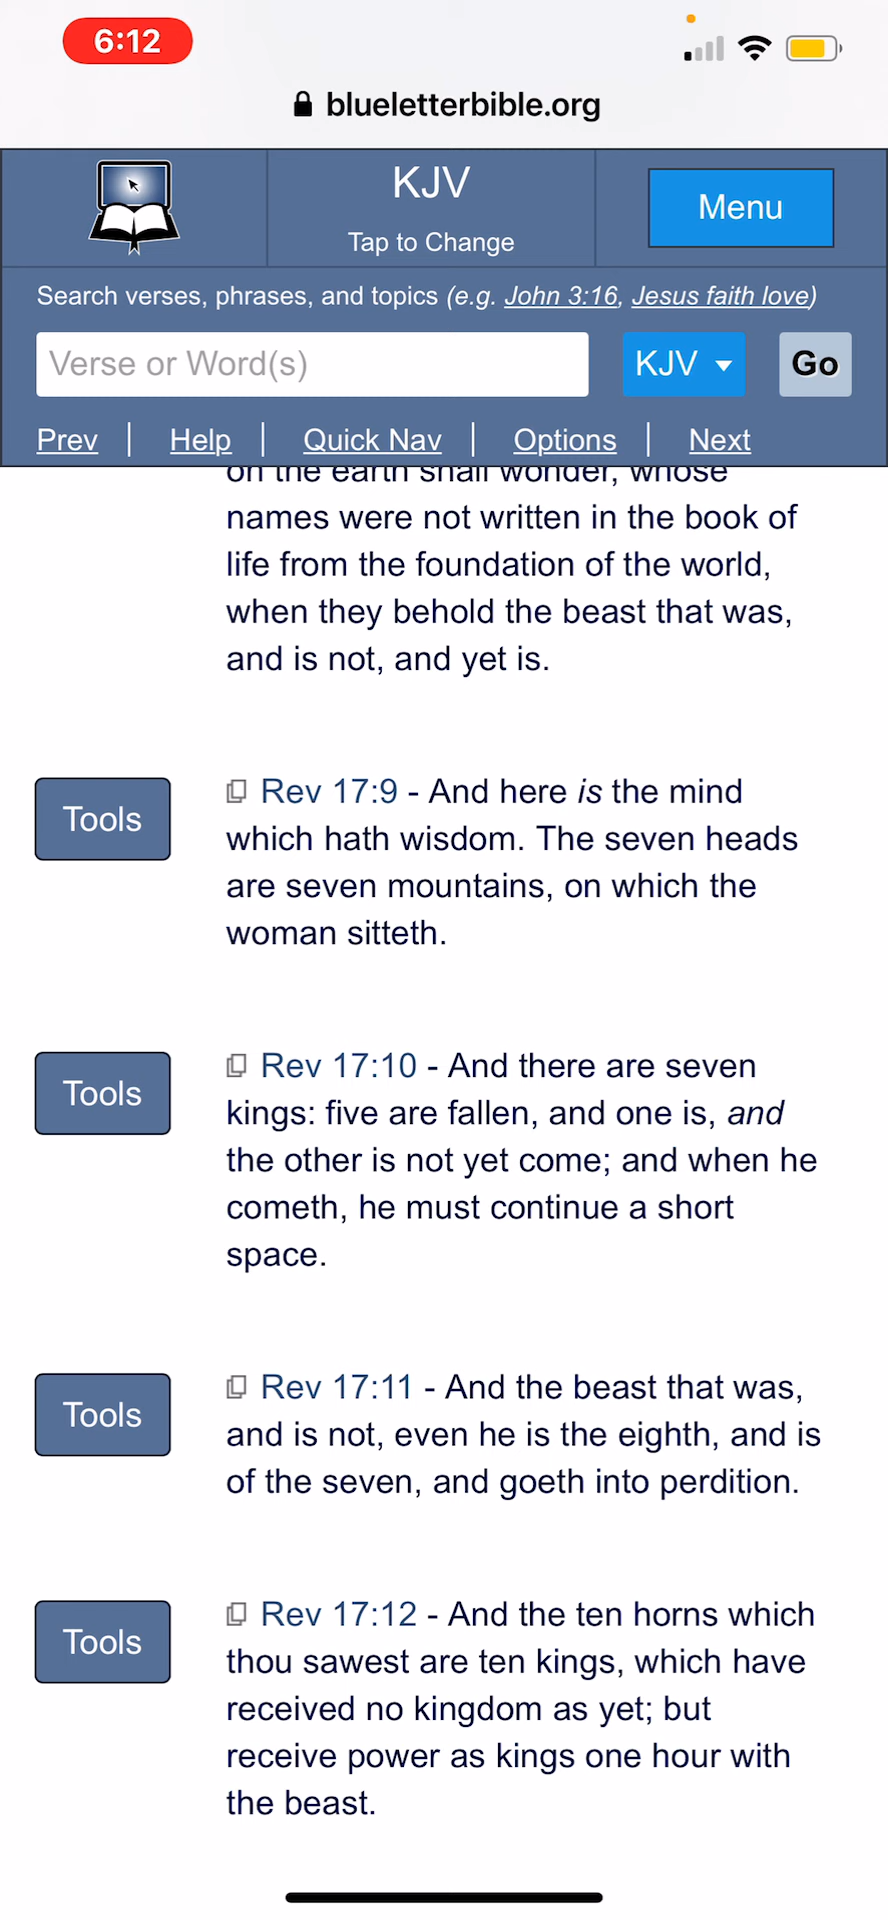 6:12
blueletterbible.org
KJV
Tap to Change
Menu
Search verses, phrases, and topics (e.g. John 3:16, Jesus faith love)
Verse or Word(s)
KJV
Go
Prev | Help | Quick Nav | Options | Next
on the earth shall wonder, whose
names were not written in the book of
life from the foundation of the world,
when they behold the beast that was,
and is not, and yet is.
Tools
Rev 17:9 - And here is the mind
which hath wisdom. The seven heads
are seven mountains, on which the
woman sitteth.
Tools
Rev 17:10 - And there are seven
kings: five are fallen, and one is, and
the other is not yet come; and when he
cometh, he must continue a short
space.
Tools
Rev 17:11 - And the beast that was,
and is not, even he is the eighth, and is
of the seven, and goeth into perdition.
Tools
Rev 17:12 - And the ten horns which
thou sawest are ten kings, which have
received no kingdom as yet; but
receive power as kings one hour with
the beast.